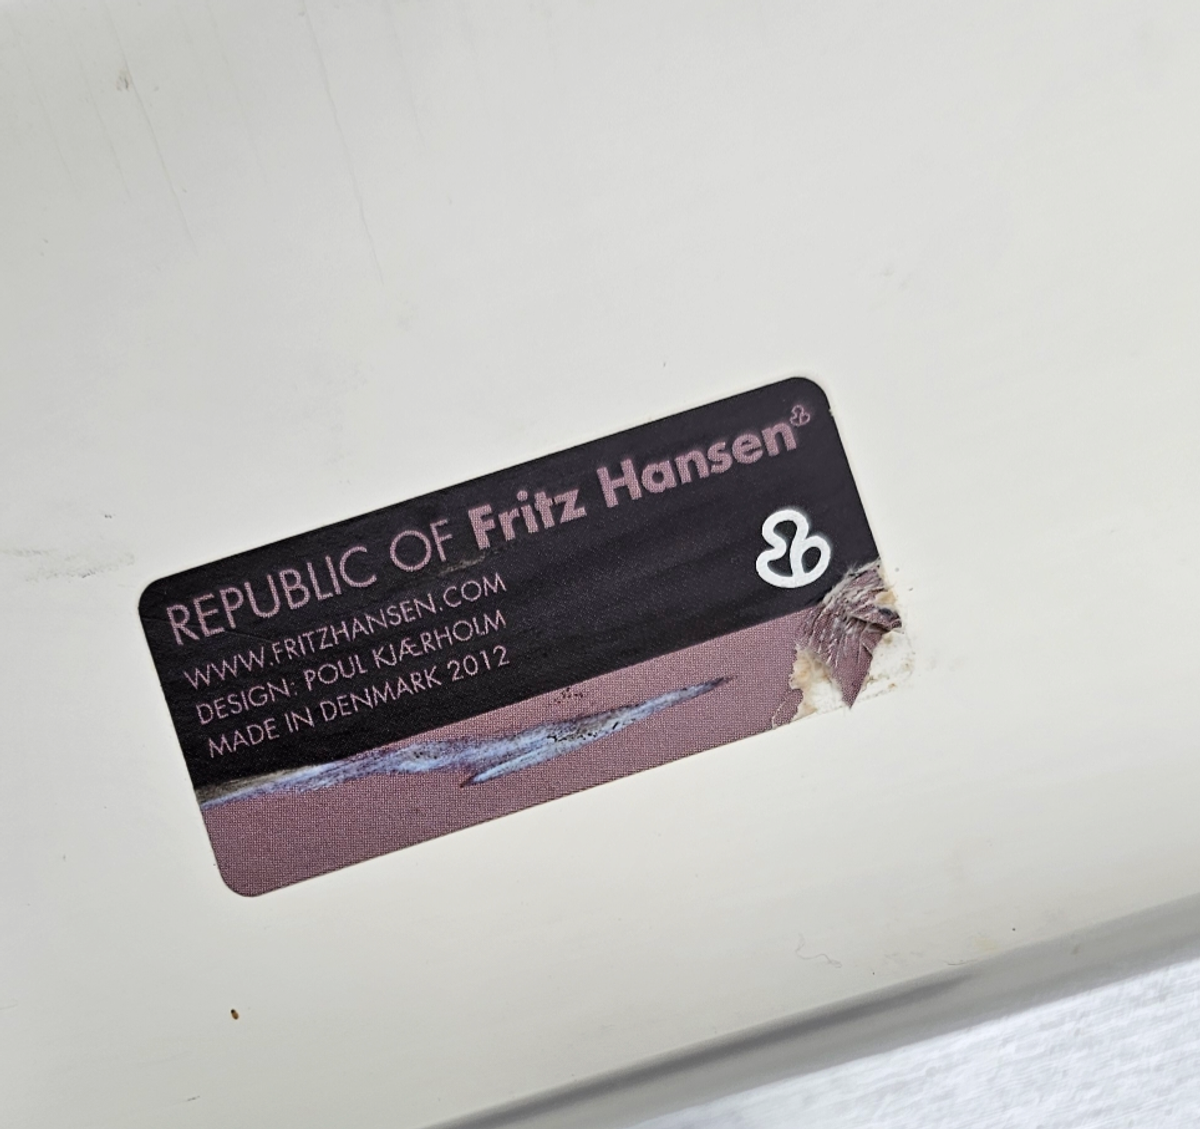 REPUBLIC OF Fritz Hansen
WWW.FRITZHANSEN.COM
DESIGN: POUL KJÆRHOLM
MADE IN DENMARK 2012